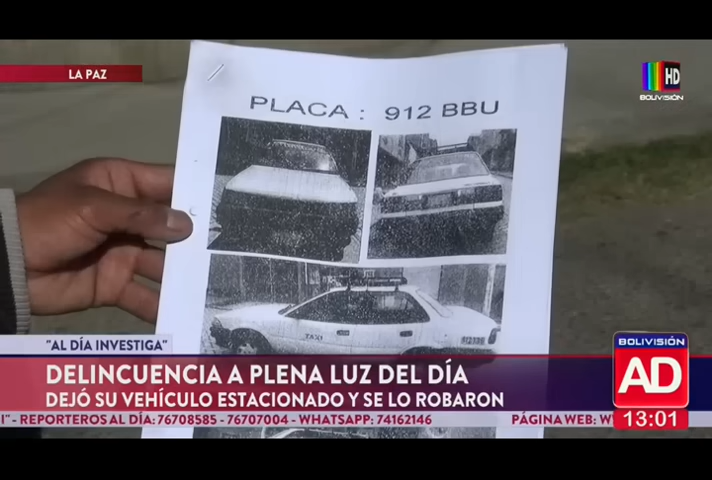 LA PAZ
HD
BOLIVISIÓN
PLACA : 912 BBU
TAXI
"AL DÍA INVESTIGA"
DELINCUENCIA A PLENA LUZ DEL DÍA
DEJÓ SU VEHÍCULO ESTACIONADO Y SE LO ROBARON
BOLIVISIÓN
AD
13:01
I" - REPORTEROS AL DÍA: 76708585 - 76707004 - WHATSAPP: 74162146 PÁGINA WEB: